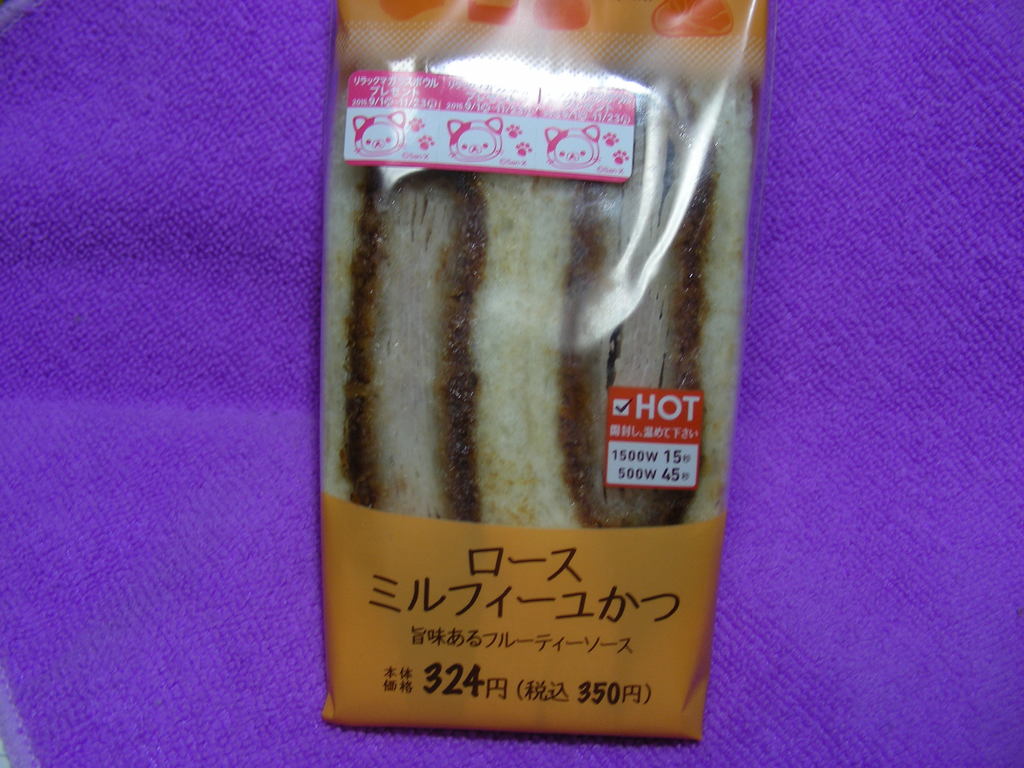 リラックマ
プレゼント
©San-X ©San-X ©San-X
HOT
開封し、温めて下さい
1500W 15秒
500W 45秒
ロース
ミルフィーユかつ
旨味あるフルーティーソース
本体価格 324円(税込 350円)